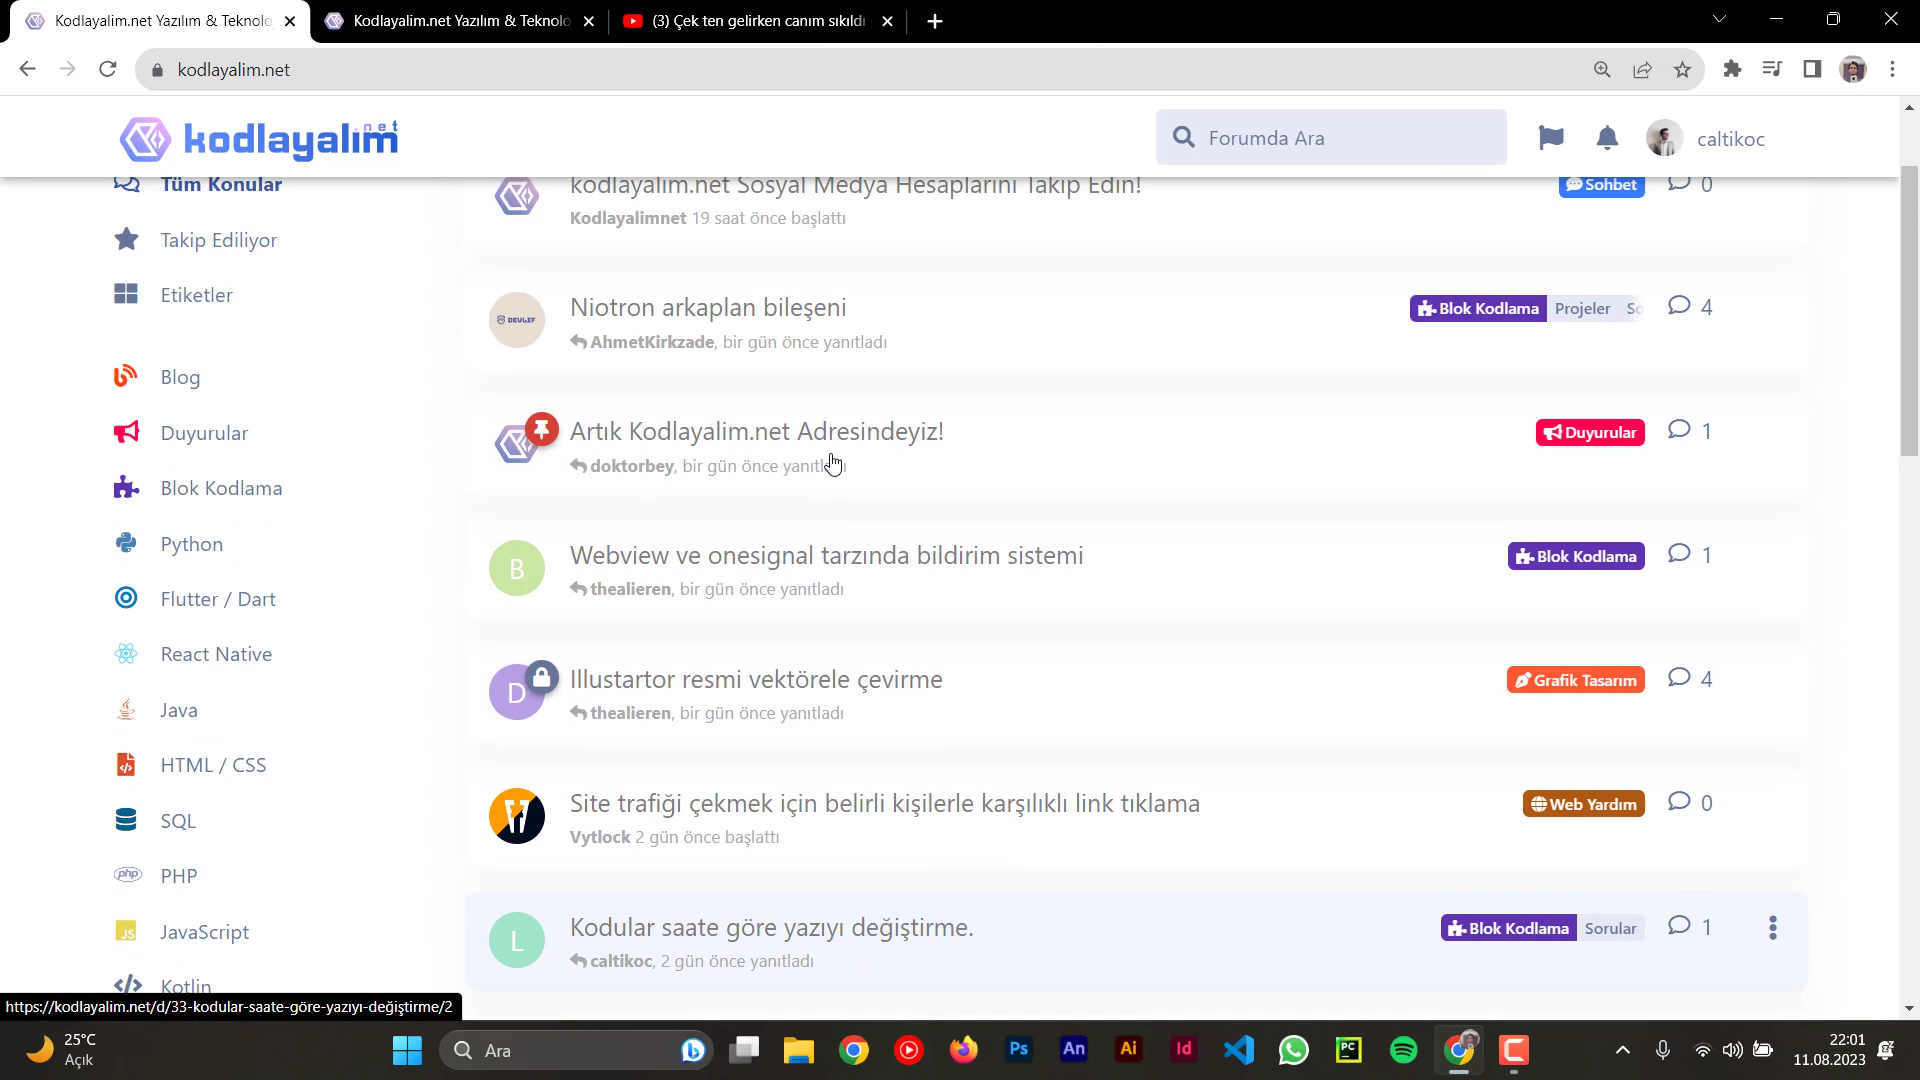 Kodlayalim.net Yazılım & Teknolo
Kodlayalim.net Yazılım & Teknolo
(3) Çek ten gelirken canım sıkıldı
kodlayalim.net
kodlayalim.net
Forumda Ara
caltikoc
Tüm Konular
Takip Ediliyor
Etiketler
Blog
Duyurular
Blok Kodlama
Python
Flutter / Dart
React Native
Java
HTML / CSS
SQL
PHP
JavaScript
Kotlin
kodlayalim.net Sosyal Medya Hesaplarını Takip Edin!
Sohbet 0
Kodlayalimnet 19 saat önce başlattı
DEVLIF
Niotron arkaplan bileşeni
Blok Kodlama Projeler So 4
AhmetKirkzade, bir gün önce yanıtladı
Artık Kodlayalim.net Adresindeyiz!
Duyurular 1
doktorbey, bir gün önce yanıtladı
B
Webview ve onesignal tarzında bildirim sistemi
Blok Kodlama 1
thealieren, bir gün önce yanıtladı
D
Illustartor resmi vektörele çevirme
Grafik Tasarım 4
thealieren, bir gün önce yanıtladı
Site trafiği çekmek için belirli kişilerle karşılıklı link tıklama
Web Yardım 0
Vytlock 2 gün önce başlattı
L
Kodular saate göre yazıyı değiştirme.
Blok Kodlama Sorular 1
caltikoc, 2 gün önce yanıtladı
https://kodlayalim.net/d/33-kodular-saate-göre-yazıyı-değiştirme/2
25°C
Açık
Ara
Ps
An
Ai
Id
PC
22:01
11.08.2023